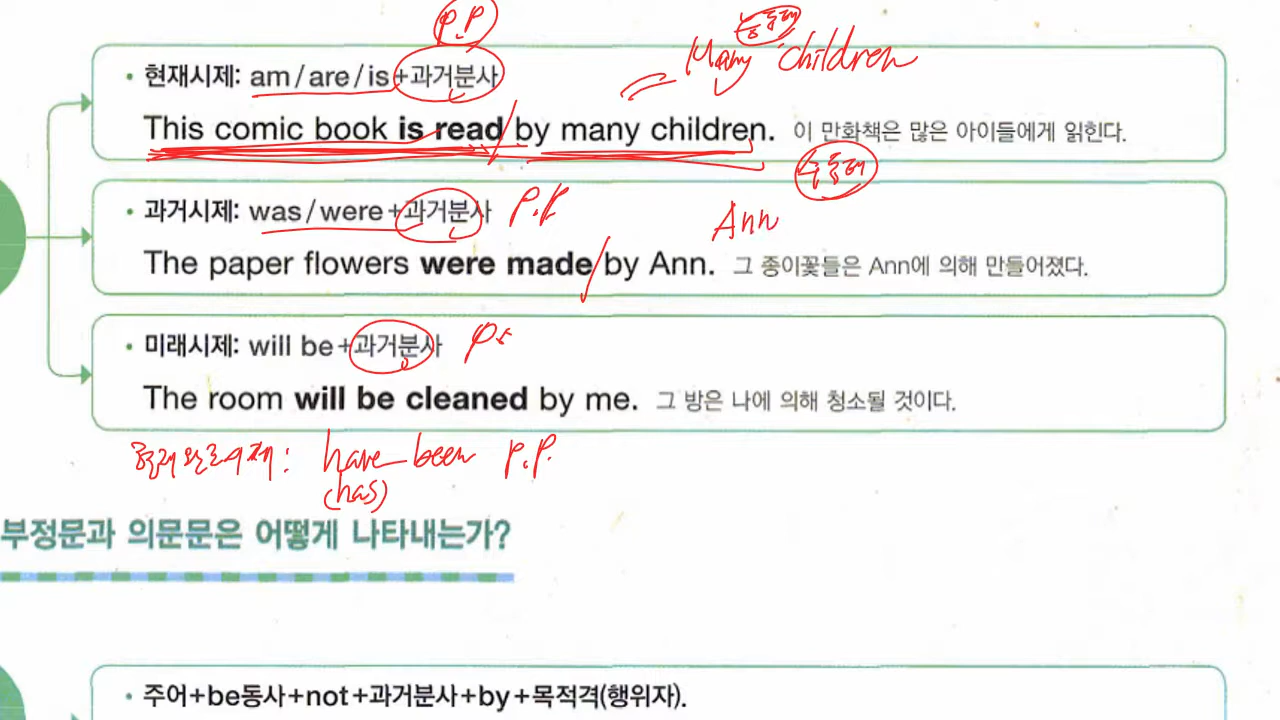 p.p
능동태
Many children
• 현재시제: am/are/is+과거분사
This comic book is read by many children. 이 만화책은 많은 아이들에게 읽힌다.
수동태
• 과거시제: was/were+과거분사 p.p
Ann
The paper flowers were made by Ann. 그 종이꽃들은 Ann에 의해 만들어졌다.
• 미래시제: will be+과거분사
The room will be cleaned by me. 그 방은 나에 의해 청소될 것이다.
현재완료시제: have been p.p.
(has)
부정문과 의문문은 어떻게 나타내는가?
• 주어+be동사+not+과거분사+by+목적격(행위자).